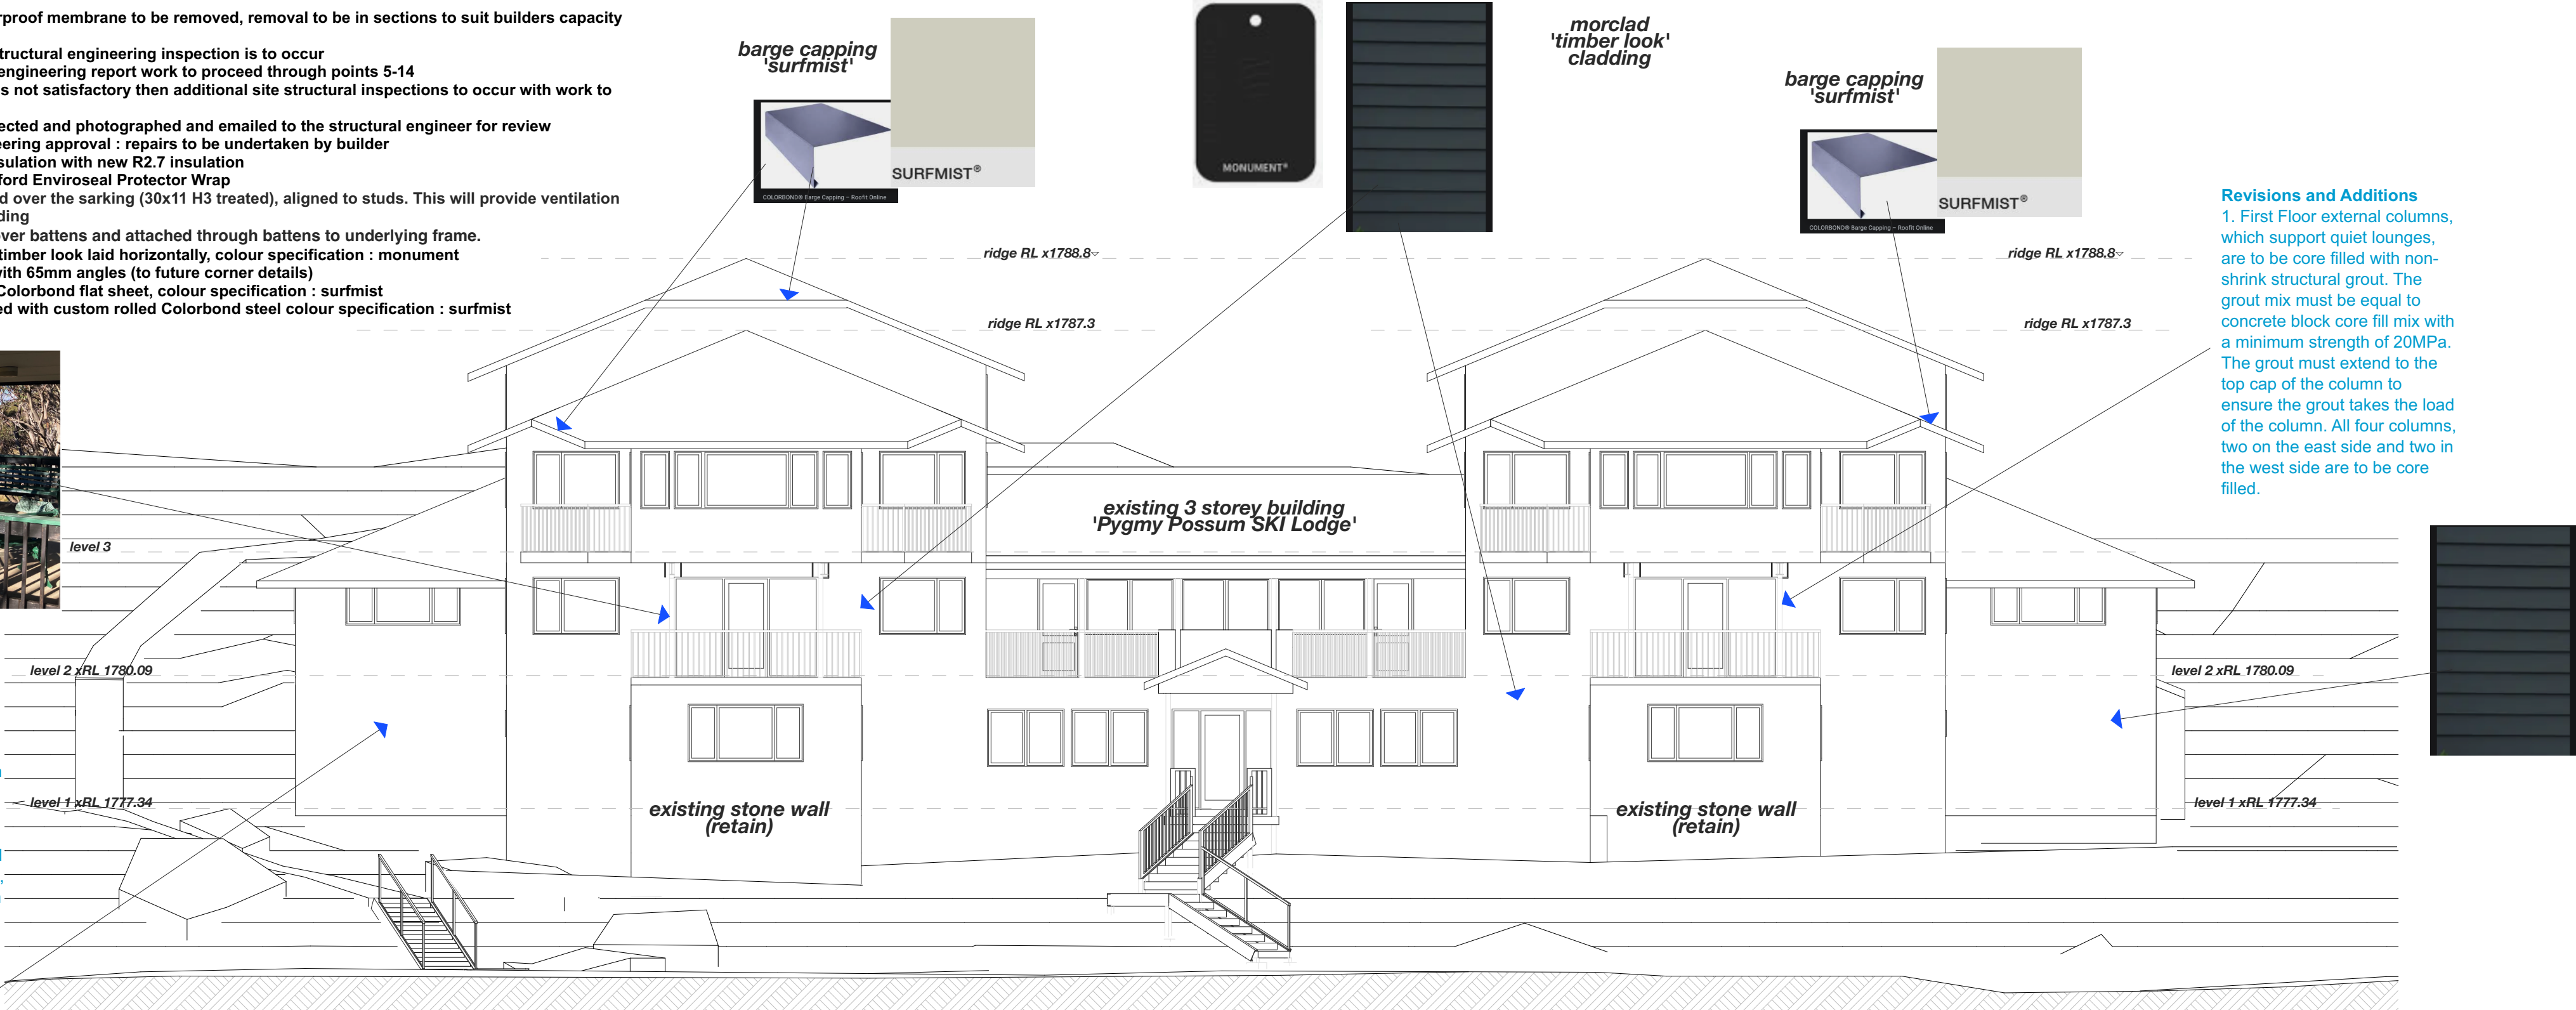 rproof membrane to be removed, removal to be in sections to suit builders capacity
tructural engineering inspection is to occur
engineering report work to proceed through points 5-14
s not satisfactory then additional site structural inspections to occur with work to
ected and photographed and emailed to the structural engineer for review
eering approval : repairs to be undertaken by builder
sulation with new R2.7 insulation
ford Enviroseal Protector Wrap
d over the sarking (30x11 H3 treated), aligned to studs. This will provide ventilation
ding
ver battens and attached through battens to underlying frame.
timber look laid horizontally, colour specification : monument
with 65mm angles (to future corner details)
Colorbond flat sheet, colour specification : surfmist
ed with custom rolled Colorbond steel colour specification : surfmist
barge capping
'surfmist'
SURFMIST®
COLORBOND® Barge Capping – Roofit Online
MONUMENT®
morclad
'timber look'
cladding
barge capping
'surfmist'
SURFMIST®
COLORBOND® Barge Capping – Roofit Online
Revisions and Additions
1. First Floor external columns,
which support quiet lounges,
are to be core filled with non-
shrink structural grout. The
grout mix must be equal to
concrete block core fill mix with
a minimum strength of 20MPa.
The grout must extend to the
top cap of the column to
ensure the grout takes the load
of the column. All four columns,
two on the east side and two in
the west side are to be core
filled.
ridge RL x1788.8
ridge RL x1788.8
ridge RL x1787.3
ridge RL x1787.3
existing 3 storey building
'Pygmy Possum SKI Lodge'
level 3
level 2 xRL 1780.09
level 2 xRL 1780.09
level 1 xRL 1777.34
level 1 xRL 1777.34
existing stone wall
(retain)
existing stone wall
(retain)